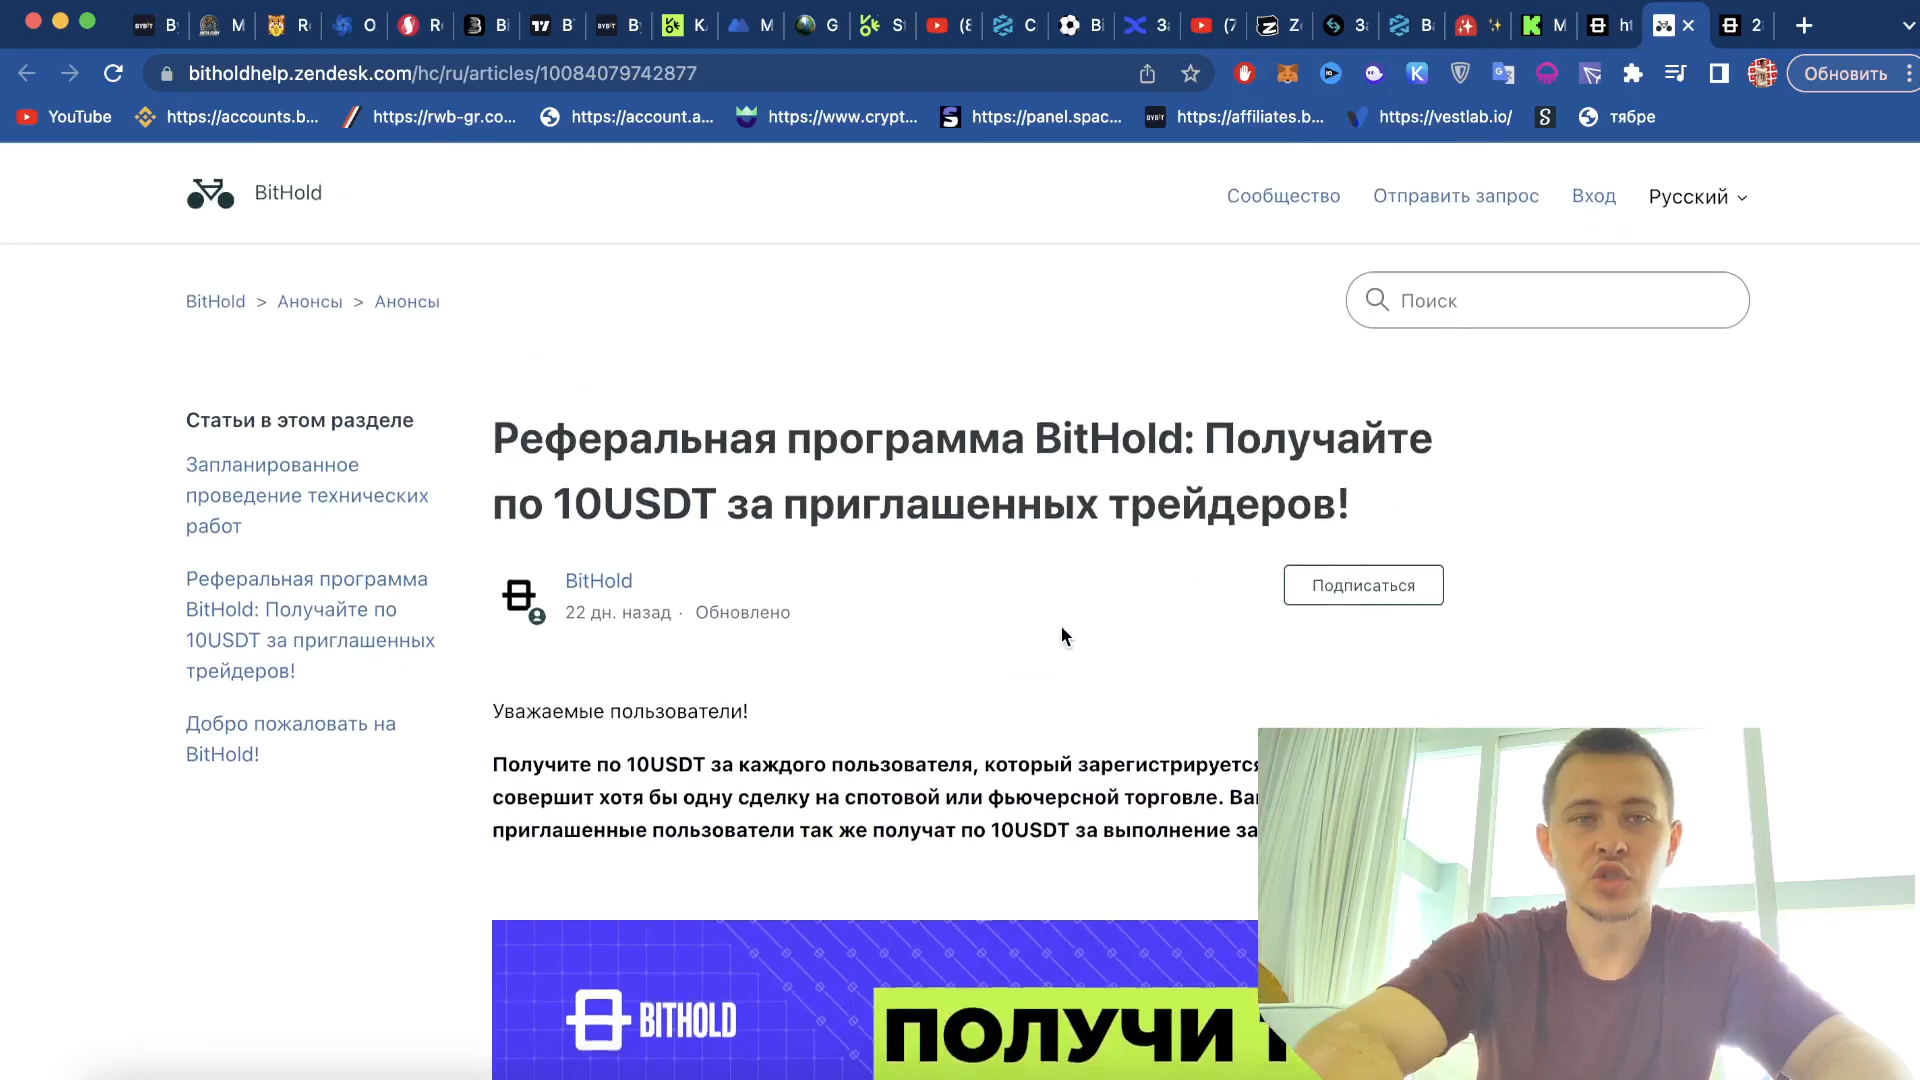 bitholdhelp.zendesk.com/hc/ru/articles/10084079742877
Обновить
YouTube
https://accounts.b...
https://rwb-gr.co...
https://account.a...
https://www.crypt...
https://panel.spac...
https://affiliates.b...
https://vestlab.io/
тябре
BitHold
Сообщество
Отправить запрос
Вход
Русский
BitHold > Анонсы > Анонсы
Поиск
Статьи в этом разделе
Запланированное
проведение технических
работ
Реферальная программа
BitHold: Получайте по
10USDT за приглашенных
трейдеров!
Добро пожаловать на
BitHold!
Реферальная программа BitHold: Получайте
по 10USDT за приглашенных трейдеров!
BitHold
22 дн. назад · Обновлено
Подписаться
Уважаемые пользователи!
Получите по 10USDT за каждого пользователя, который зарегистрируется
совершит хотя бы одну сделку на спотовой или фьючерсной торговле. Ваш
приглашенные пользователи так же получат по 10USDT за выполнение за
BITHOLD
ПОЛУЧИ